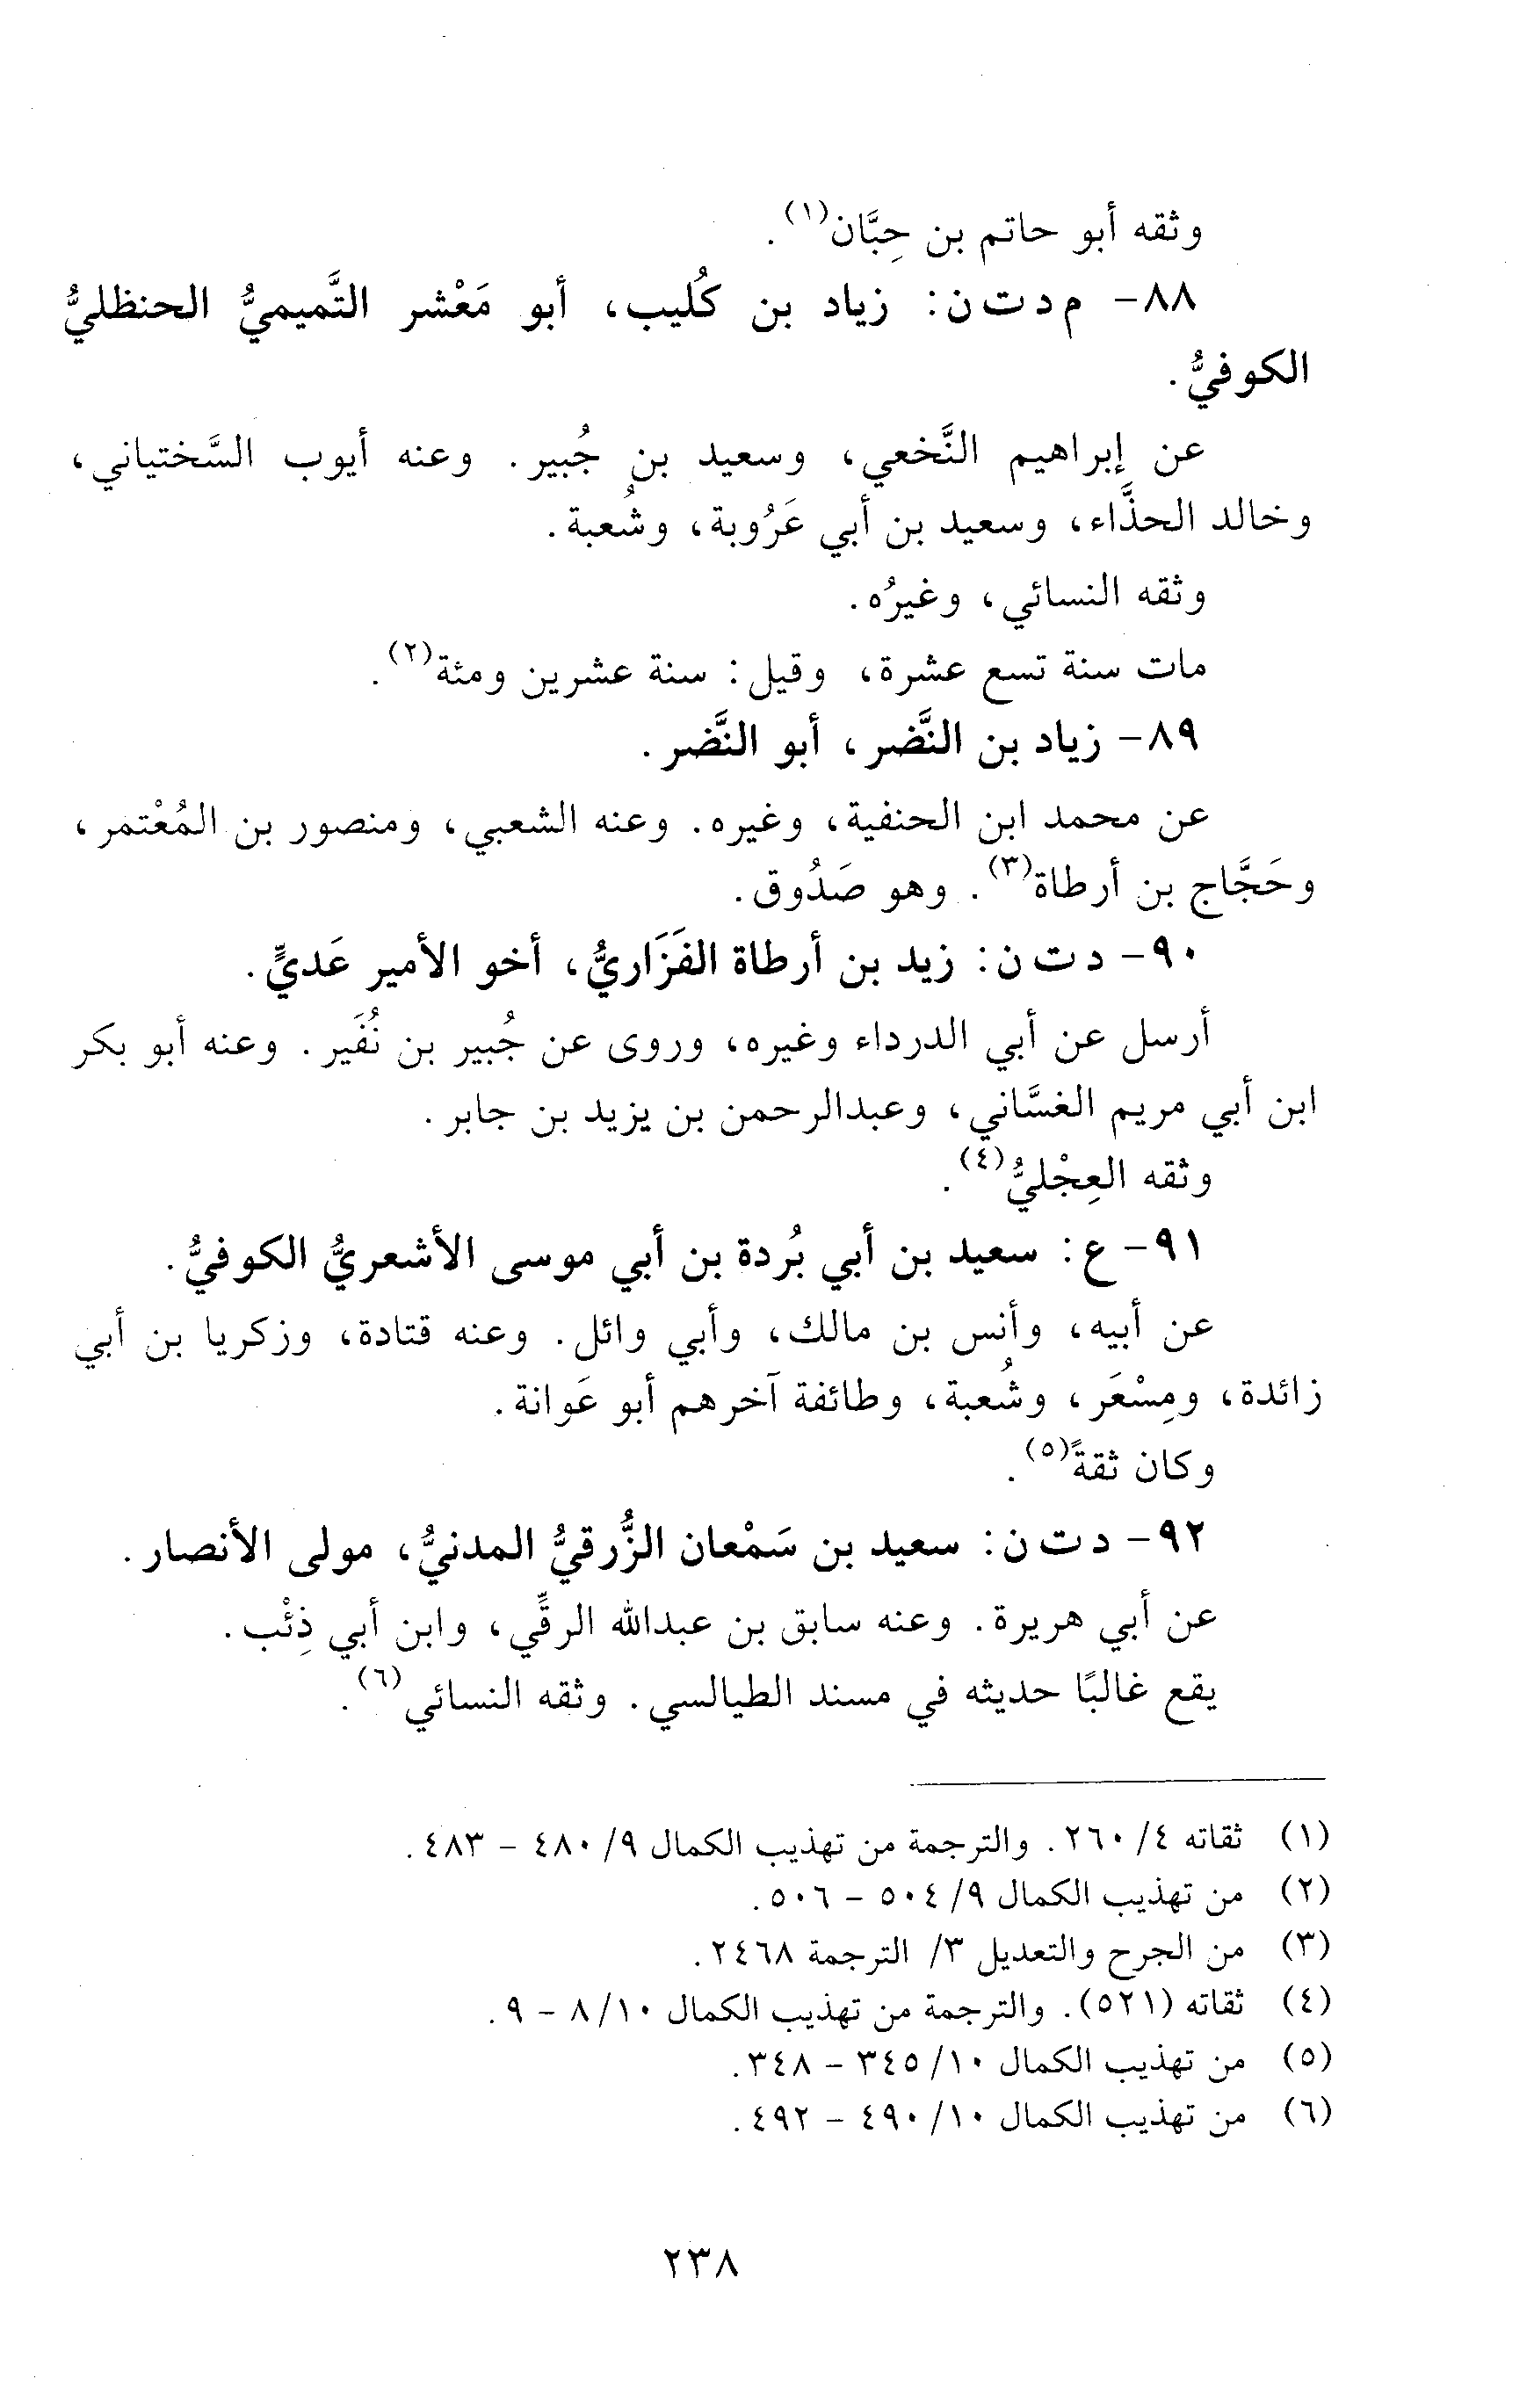 وثقه أبو حاتم بن حِبَّان(١).
٨٨- م د ت ن: زياد بن كُليب، أبو مَعْشر التَّميميُّ الحنظليُّ
الكوفيُّ.
عن إبراهيم النَّخعي، وسعيد بن جُبير. وعنه أيوب السَّختياني،
وخالد الحذَّاء، وسعيد بن أبي عَرُوبة، وشُعبة.
وثقه النسائي، وغيرُه.
مات سنة تسع عشرة، وقيل: سنة عشرين ومئة(٢).
٨٩- زياد بن النَّضر، أبو النَّضر.
عن محمد ابن الحنفية، وغيره. وعنه الشعبي، ومنصور بن المُعْتمر،
وحَجَّاج بن أرطاة(٣). وهو صَدُوق.
٩٠- د ت ن: زيد بن أرطاة الفَزَاريُّ، أخو الأمير عَديٍّ.
أرسل عن أبي الدرداء وغيره، وروى عن جُبير بن نُفَير. وعنه أبو بكر
ابن أبي مريم الغسَّاني، وعبدالرحمن بن يزيد بن جابر.
وثقه العِجْليُّ(٤).
٩١- ع: سعيد بن أبي بُردة بن أبي موسى الأشعريُّ الكوفيُّ.
عن أبيه، وأنس بن مالك، وأبي وائل. وعنه قتادة، وزكريا بن أبي
زائدة، ومِسْعَر، وشُعبة، وطائفة آخرهم أبو عَوانة.
وكان ثقةً(٥).
٩٢- د ت ن: سعيد بن سَمْعان الزُّرقيُّ المدنيُّ، مولى الأنصار.
عن أبي هريرة. وعنه سابق بن عبدالله الرقِّي، وابن أبي ذِئْب.
يقع غالبًا حديثه في مسند الطيالسي. وثقه النسائي(٦).
(١) ثقاته ٤/ ٢٦٠. والترجمة من تهذيب الكمال ٩/ ٤٨٠ - ٤٨٣.
(٢) من تهذيب الكمال ٩/ ٥٠٤ - ٥٠٦.
(٣) من الجرح والتعديل ٣/ الترجمة ٢٤٦٨.
(٤) ثقاته (٥٢١). والترجمة من تهذيب الكمال ١٠/ ٨ - ٩.
(٥) من تهذيب الكمال ١٠/ ٣٤٥ - ٣٤٨.
(٦) من تهذيب الكمال ١٠/ ٤٩٠ - ٤٩٢.
٢٣٨